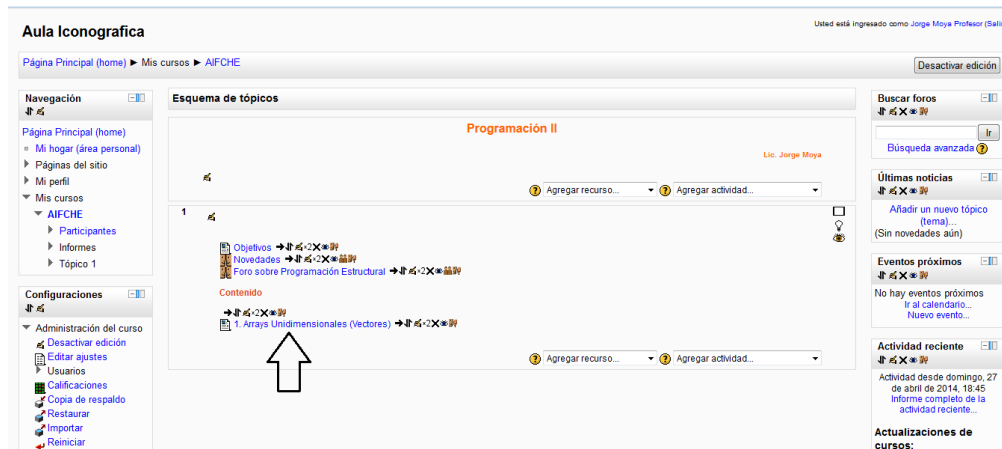 Usted está ingresado como Jorge Moya Profesor (Sali
Aula Iconografica
Página Principal (home) ► Mis cursos ► AIFCHE
Desactivar edición
Navegación
Página Principal (home)
Mi hogar (área personal)
Páginas del sitio
Mi perfil
Mis cursos
AIFCHE
Participantes
Informes
Tópico 1
Configuraciones
Administración del curso
Desactivar edición
Editar ajustes
Usuarios
Calificaciones
Copia de respaldo
Restaurar
Importar
Reiniciar
Esquema de tópicos
Programación II
Lic. Jorge Moya
Agregar recurso... Agregar actividad...
1
Objetivos 2
Novedades 2
Foro sobre Programación Estructural 2
Contenido
2
1. Arrays Unidimensionales (Vectores) 2
Agregar recurso... Agregar actividad...
Buscar foros
Ir
Búsqueda avanzada
Últimas noticias
Añadir un nuevo tópico
(tema)...
(Sin novedades aún)
Eventos próximos
No hay eventos próximos
Ir al calendario...
Nuevo evento...
Actividad reciente
Actividad desde domingo, 27
de abril de 2014, 18:45
Informe completo de la
actividad reciente...
Actualizaciones de
cursos: